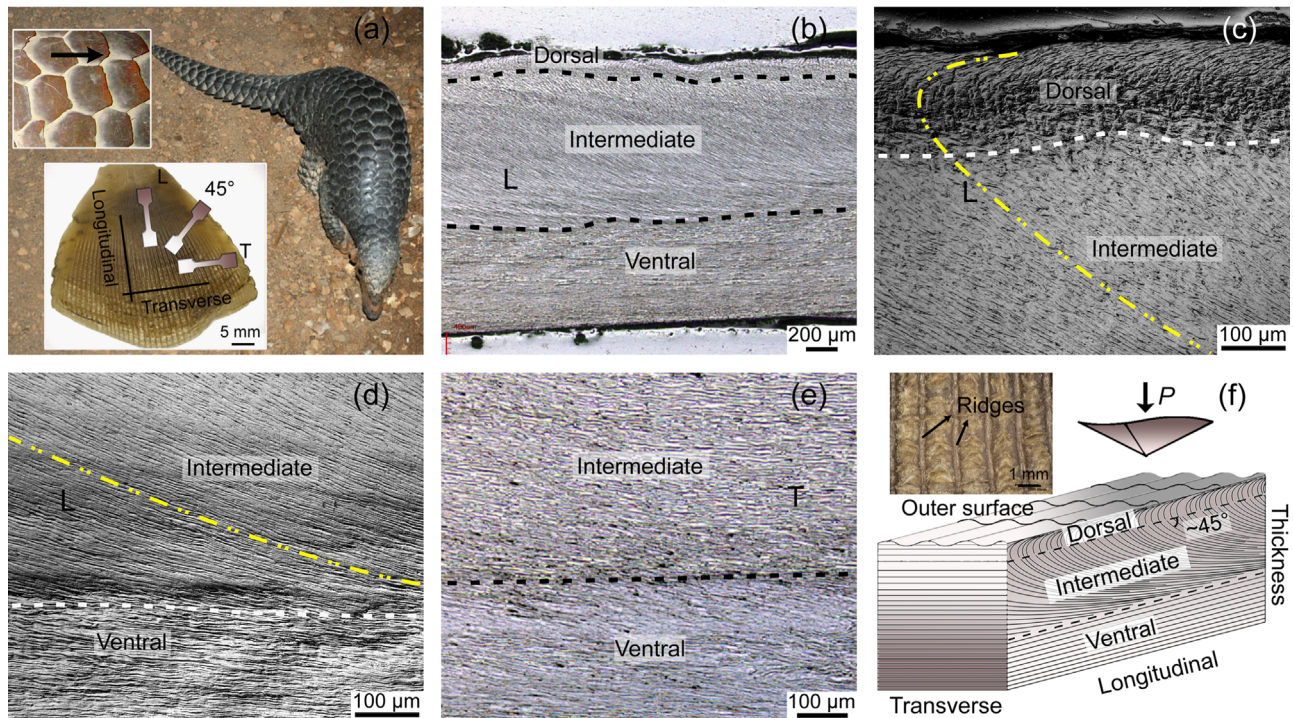 (a)
L
45°
Longitudinal
T
Transverse
5 mm
(b)
Dorsal
Intermediate
L
Ventral
200 µm
(c)
Dorsal
L
Intermediate
100 µm
(d)
Intermediate
L
Ventral
100 µm
(e)
Intermediate
T
Ventral
100 µm
(f)
Ridges
P
1 mm
Outer surface
Dorsal
~45°
Thickness
Intermediate
Ventral
Longitudinal
Transverse